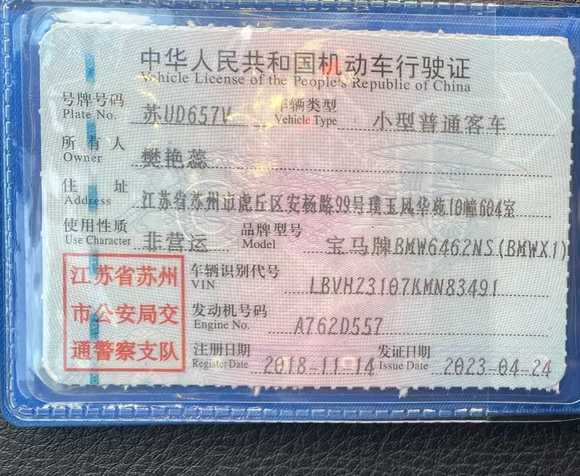 中华人民共和国机动车行驶证
Vehicle License of the People's Republic of China
号牌号码 Plate No. 苏UD657V 车辆类型 Vehicle Type 小型普通客车
所有人 Owner 樊艳蕊
住址 Address 江苏省苏州市虎丘区安杨路99号璞玉风华苑10幢604室
使用性质 Use Character 非营运 品牌型号 Model 宝马牌BMW6462NS(BMWX1)
江苏省苏州
市公安局交
通警察支队
车辆识别代号 VIN LBVHZ3107KMN83491
发动机号码 Engine No. A762D557
注册日期 Register Date 2018-11-14 发证日期 Issue Date 2023-04-24